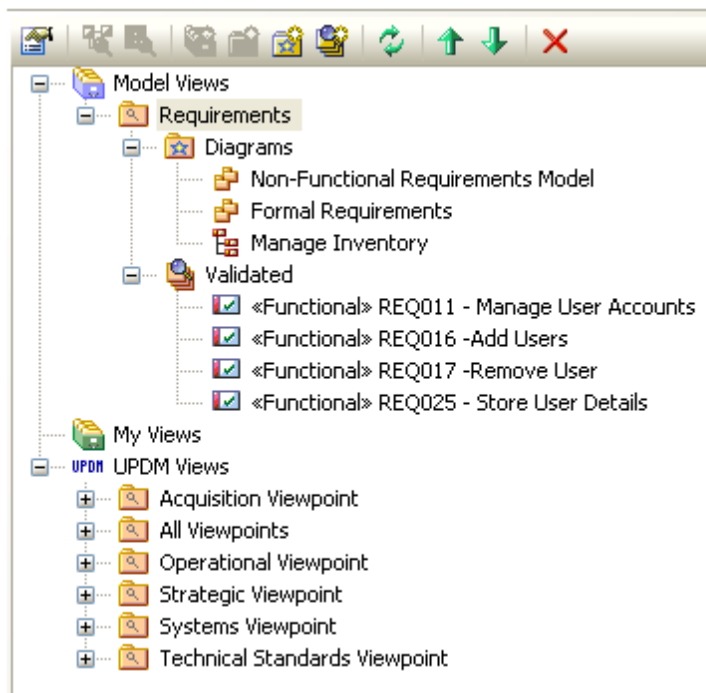 Model Views
Requirements
Diagrams
Non-Functional Requirements Model
Formal Requirements
Manage Inventory
Validated
«Functional» REQ011 - Manage User Accounts
«Functional» REQ016 -Add Users
«Functional» REQ017 -Remove User
«Functional» REQ025 - Store User Details
My Views
UPDM UPDM Views
Acquisition Viewpoint
All Viewpoints
Operational Viewpoint
Strategic Viewpoint
Systems Viewpoint
Technical Standards Viewpoint